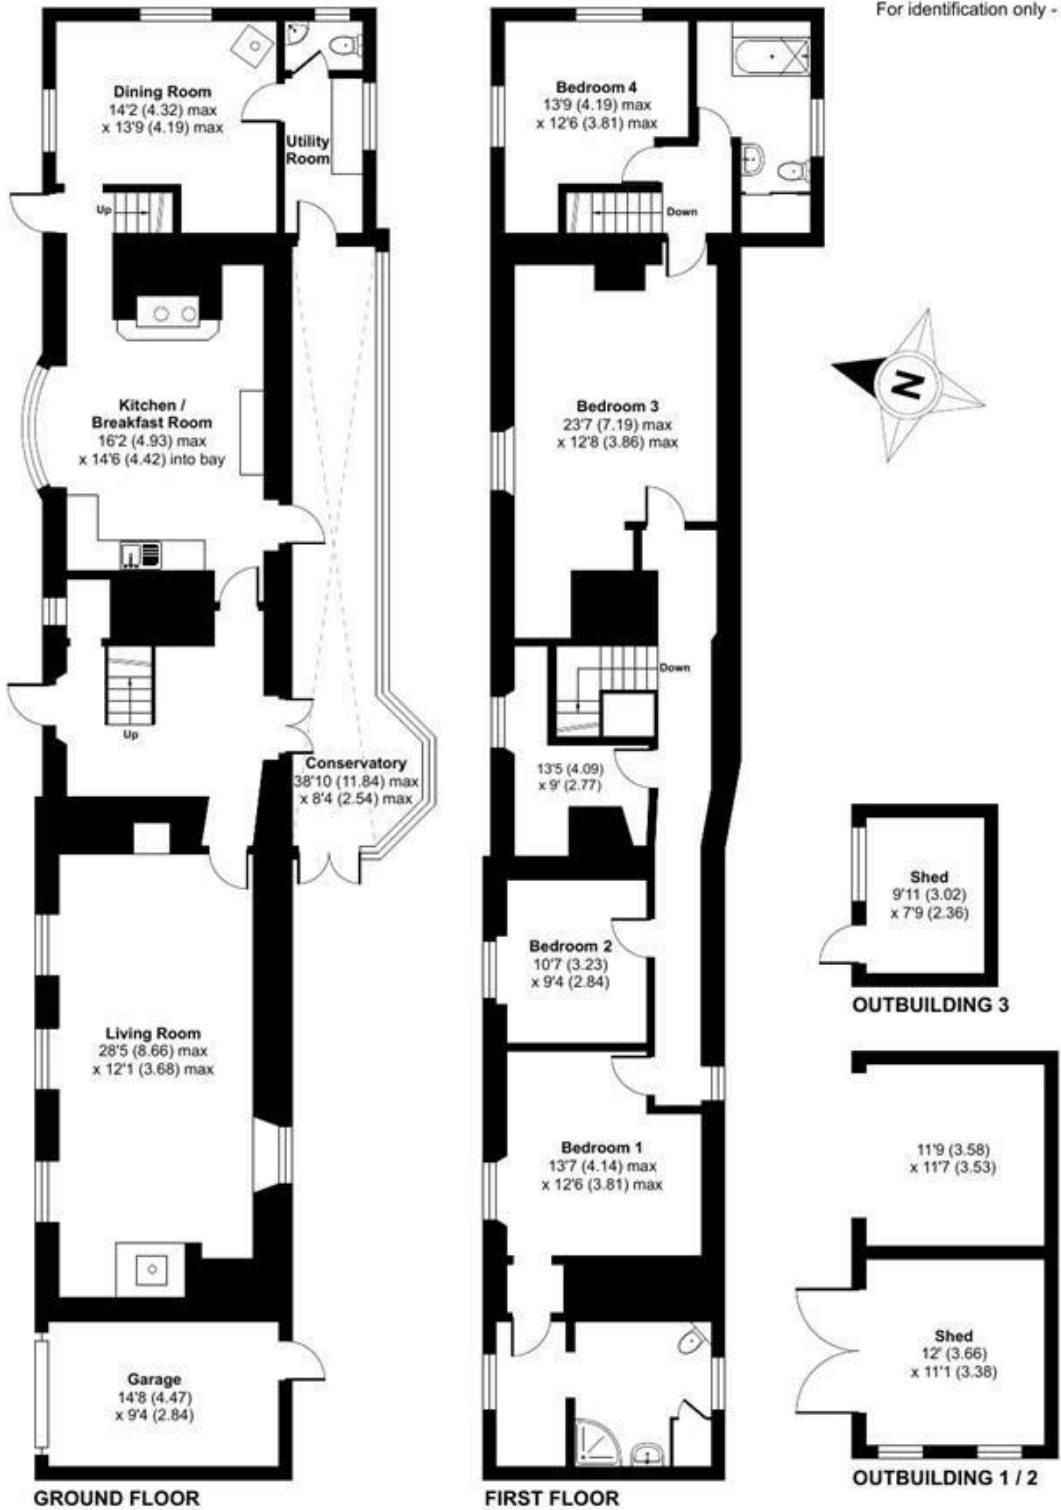 For identification only -
Dining Room
14'2 (4.32) max
x 13'9 (4.19) max
Utility
Room
Up
Kitchen /
Breakfast Room
16'2 (4.93) max
x 14'6 (4.42) into bay
Up
Conservatory
38'10 (11.84) max
x 8'4 (2.54) max
Living Room
28'5 (8.66) max
x 12'1 (3.68) max
Garage
14'8 (4.47)
x 9'4 (2.84)
GROUND FLOOR
Bedroom 4
13'9 (4.19) max
x 12'6 (3.81) max
Down
Bedroom 3
23'7 (7.19) max
x 12'8 (3.86) max
Down
13'5 (4.09)
x 9' (2.77)
Bedroom 2
10'7 (3.23)
x 9'4 (2.84)
Bedroom 1
13'7 (4.14) max
x 12'6 (3.81) max
FIRST FLOOR
N
Shed
9'11 (3.02)
x 7'9 (2.36)
OUTBUILDING 3
11'9 (3.58)
x 11'7 (3.53)
Shed
12' (3.66)
x 11'1 (3.38)
OUTBUILDING 1 / 2